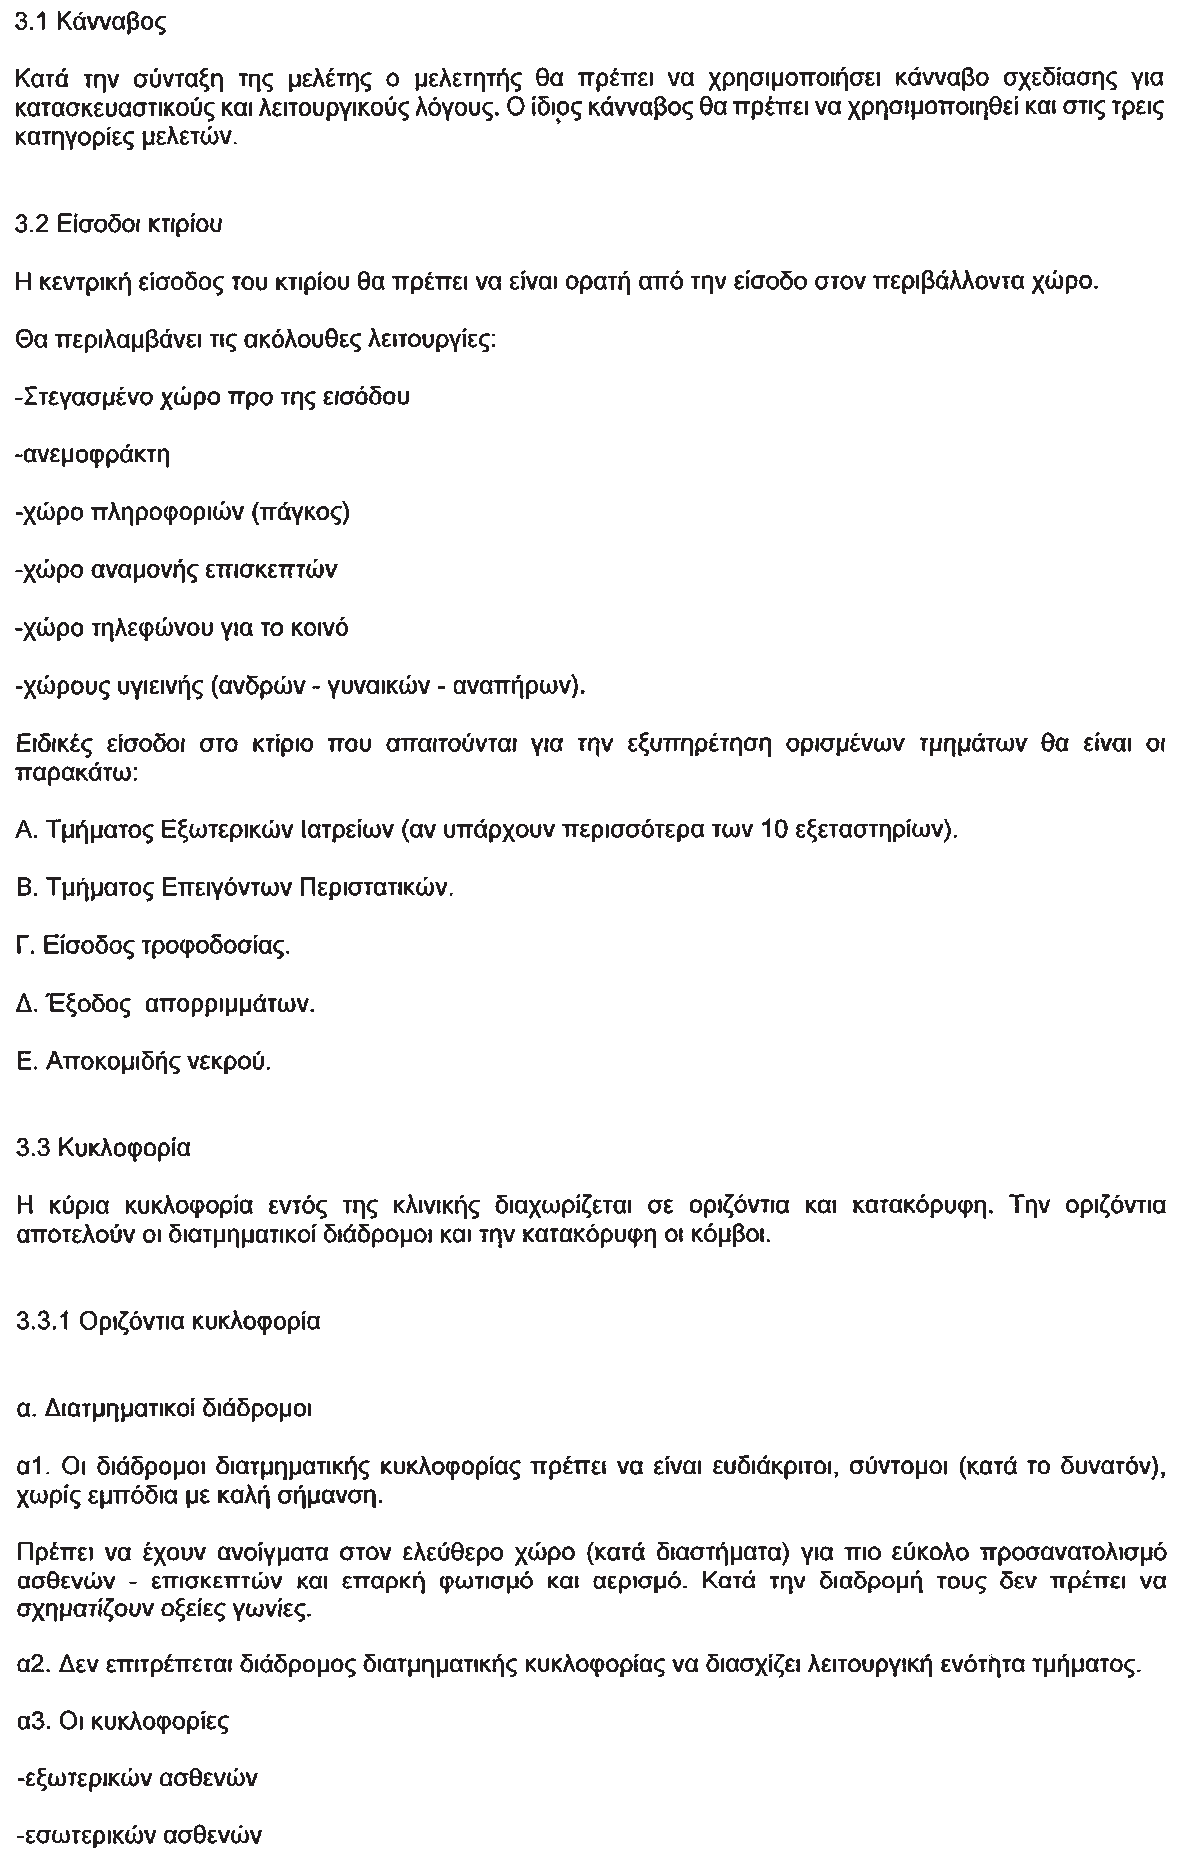 3.1 Κάνναβος
Κατά την σύνταξη της μελέτης ο μελετητής θα πρέπει να χρησιμοποιήσει κάνναβο σχεδίασης για
κατασκευαστικούς και λειτουργικούς λόγους. Ο ίδιος κάνναβος θα πρέπει να χρησιμοποιηθεί και στις τρεις
κατηγορίες μελετών.
3.2 Είσοδοι κτιρίου
Η κεντρική είσοδος του κτιρίου θα πρέπει να είναι ορατή από την είσοδο στον περιβάλλοντα χώρο.
Θα περιλαμβάνει τις ακόλουθες λειτουργίες:
-Στεγασμένο χώρο προ της εισόδου
-ανεμοφράκτη
-χώρο πληροφοριών (πάγκος)
-χώρο αναμονής επισκεπτών
-χώρο τηλεφώνου για το κοινό
-χώρους υγιεινής (ανδρών - γυναικών - αναπήρων).
Ειδικές είσοδοι στο κτίριο που απαιτούνται για την εξυπηρέτηση ορισμένων τμημάτων θα είναι οι
παρακάτω:
Α. Τμήματος Εξωτερικών Ιατρείων (αν υπάρχουν περισσότερα των 10 εξεταστηρίων).
Β. Τμήματος Επειγόντων Περιστατικών.
Γ. Είσοδος τροφοδοσίας.
Δ. Έξοδος απορριμμάτων.
Ε. Αποκομιδής νεκρού.
3.3 Κυκλοφορία
Η κύρια κυκλοφορία εντός της κλινικής διαχωρίζεται σε οριζόντια και κατακόρυφη. Την οριζόντια
αποτελούν οι διατμηματικοί διάδρομοι και την κατακόρυφη οι κόμβοι.
3.3.1 Οριζόντια κυκλοφορία
α. Διατμηματικοί διάδρομοι
α1. Οι διάδρομοι διατμηματικής κυκλοφορίας πρέπει να είναι ευδιάκριτοι, σύντομοι (κατά το δυνατόν),
χωρίς εμπόδια με καλή σήμανση.
Πρέπει να έχουν ανοίγματα στον ελεύθερο χώρο (κατά διαστήματα) για πιο εύκολο προσανατολισμό
ασθενών - επισκεπτών και επαρκή φωτισμό και αερισμό. Κατά την διαδρομή τους δεν πρέπει να
σχηματίζουν οξείες γωνίες.
α2. Δεν επιτρέπεται διάδρομος διατμηματικής κυκλοφορίας να διασχίζει λειτουργική ενότητα τμήματος.
α3. Οι κυκλοφορίες
-εξωτερικών ασθενών
-εσωτερικών ασθενών